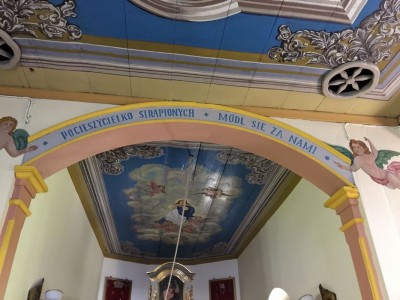 POCIESZYCIELKO STRAPIONYCH * MÓDL SIĘ ZA NAMI *